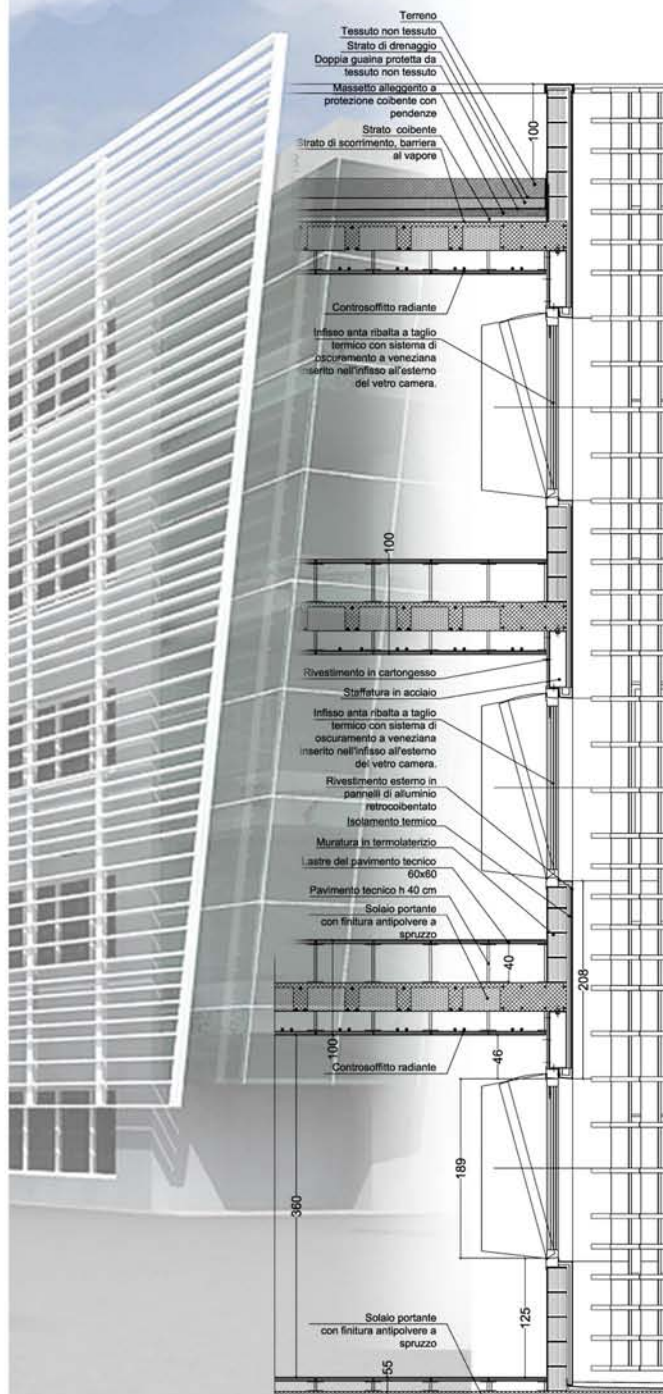 Terreno
Tessuto non tessuto
Strato di drenaggio
Doppia guaina protetta da
tessuto non tessuto
Massetto alleggerito a
protezione coibente con
pendenze
100
Strato coibente
Strato di scorrimento, barriera
al vapore
Controsoffitto radiante
Infisso anta ribalta a taglio
termico con sistema di
oscuramento a veneziana
inserito nell'infisso all'esterno
del vetro camera.
100
Rivestimento in cartongesso
Staffatura in acciaio
Infisso anta ribalta a taglio
termico con sistema di
oscuramento a veneziana
inserito nell'infisso all'esterno
del vetro camera.
Rivestimento esterno in
pannelli di alluminio
retrocoibentato
Isolamento termico
Muratura in termolaterizio
Lastre del pavimento tecnico
60x60
Pavimento tecnico h 40 cm
Solaio portante
con finitura antipolvere a
spruzzo
40
208
100
46
Controsoffitto radiante
189
360
125
Solaio portante
con finitura antipolvere a
spruzzo
55